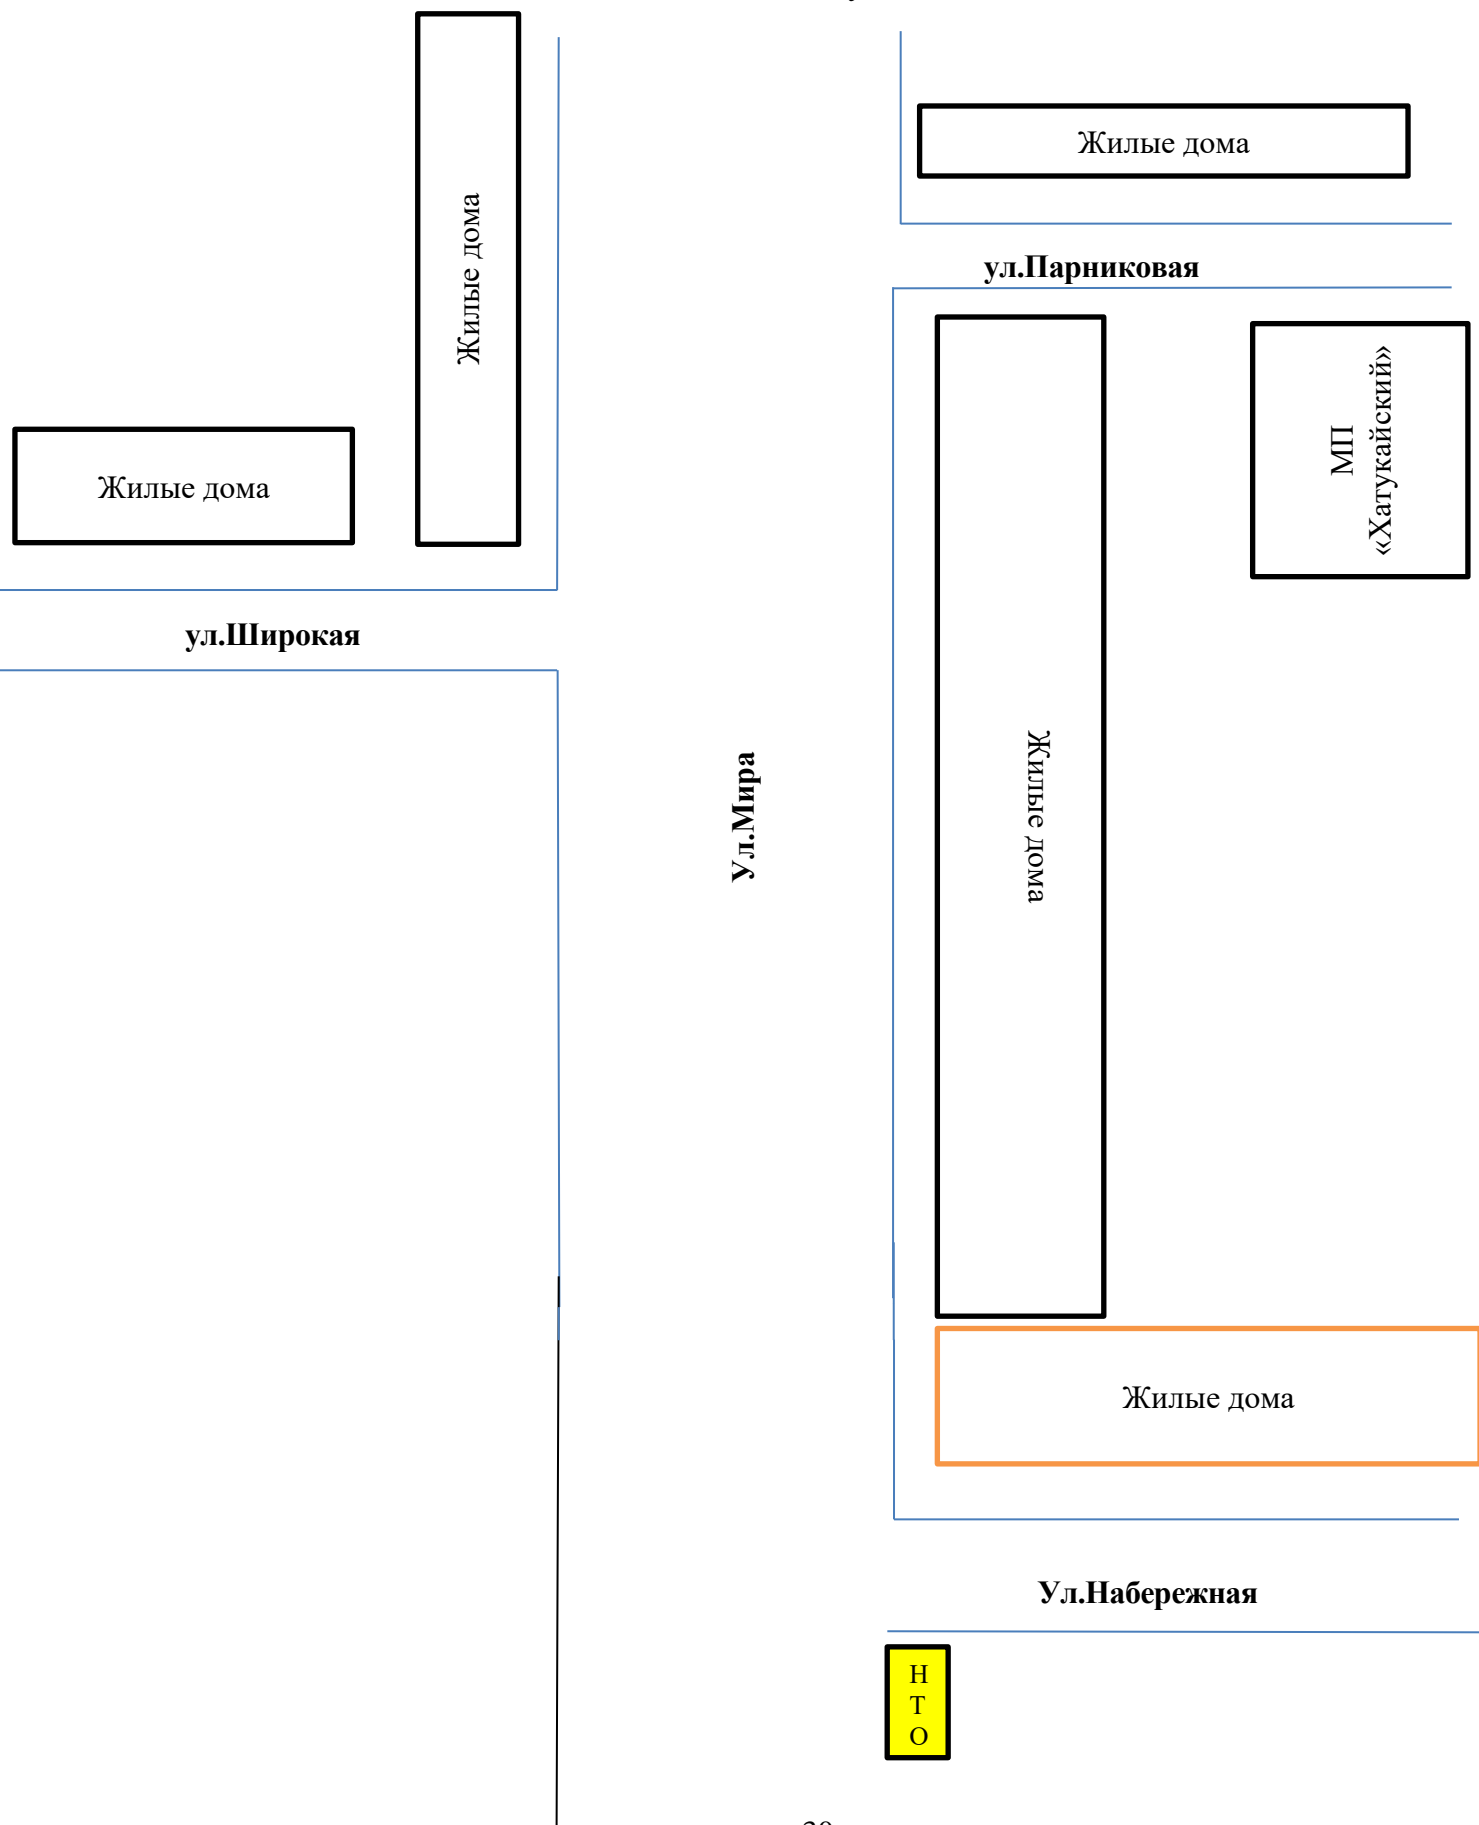 Жилые дома
Жилые дома
ул.Парниковая
МП
«Хатукайский»
Жилые дома
ул.Широкая
Ул.Мира
Жилые дома
Жилые дома
Ул.Набережная
Н
Т
О